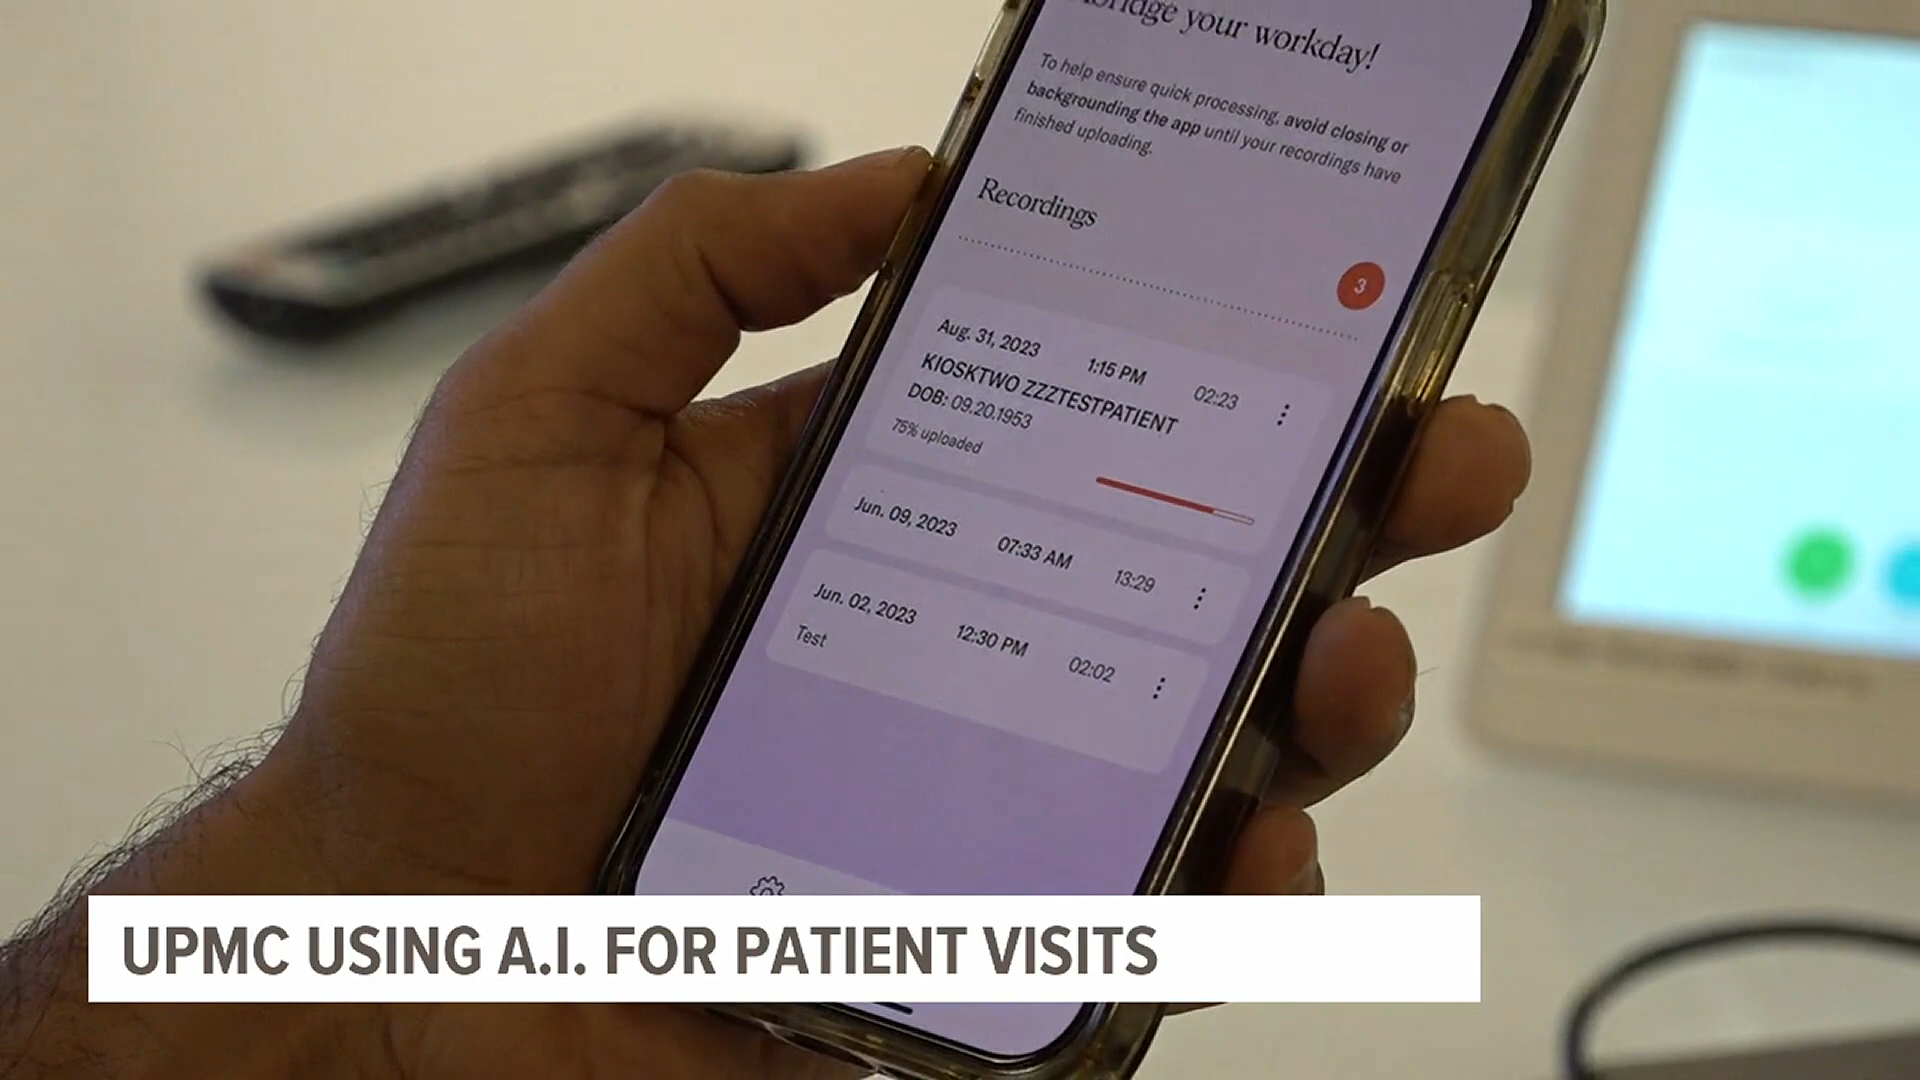 bridge your workday!
To help ensure quick processing, avoid closing or
backgrounding the app until your recordings have
finished uploading.
Recordings
3
Aug. 31, 2023 1:15 PM 02:23
KIOSKTWO ZZZTESTPATIENT
DOB: 09.20.1953
75% uploaded
Jun. 09, 2023 07:33 AM 13:29
Jun. 02, 2023 12:30 PM 02:02
Test
UPMC USING A.I. FOR PATIENT VISITS